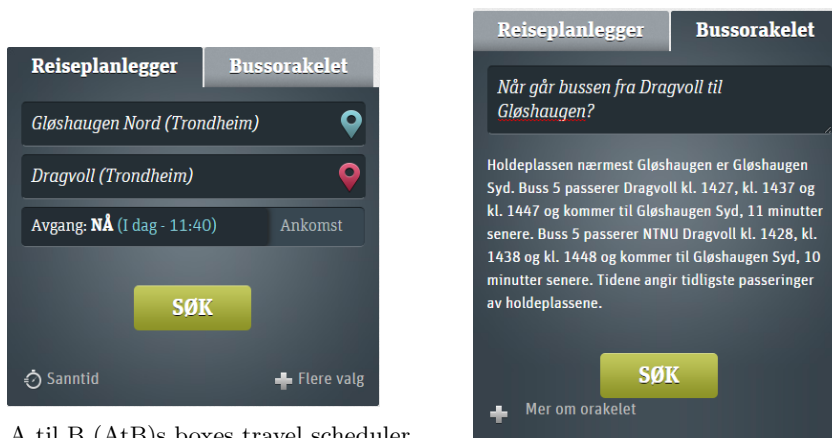 Reiseplanlegger Bussorakelet
Gløshaugen Nord (Trondheim)
Dragvoll (Trondheim)
Avgang: NÅ (I dag - 11:40) Ankomst
SØK
Sanntid Flere valg
A til B (AtB)s boxes travel scheduler
Reiseplanlegger Bussorakelet
Når går bussen fra Dragvoll til
Gløshaugen?
Holdeplassen nærmest Gløshaugen er Gløshaugen
Syd. Buss 5 passerer Dragvoll kl. 1427, kl. 1437 og
kl. 1447 og kommer til Gløshaugen Syd, 11 minutter
senere. Buss 5 passerer NTNU Dragvoll kl. 1428, kl.
1438 og kl. 1448 og kommer til Gløshaugen Syd, 10
minutter senere. Tidene angir tidligste passeringer
av holdeplassene.
SØK
Mer om orakelet